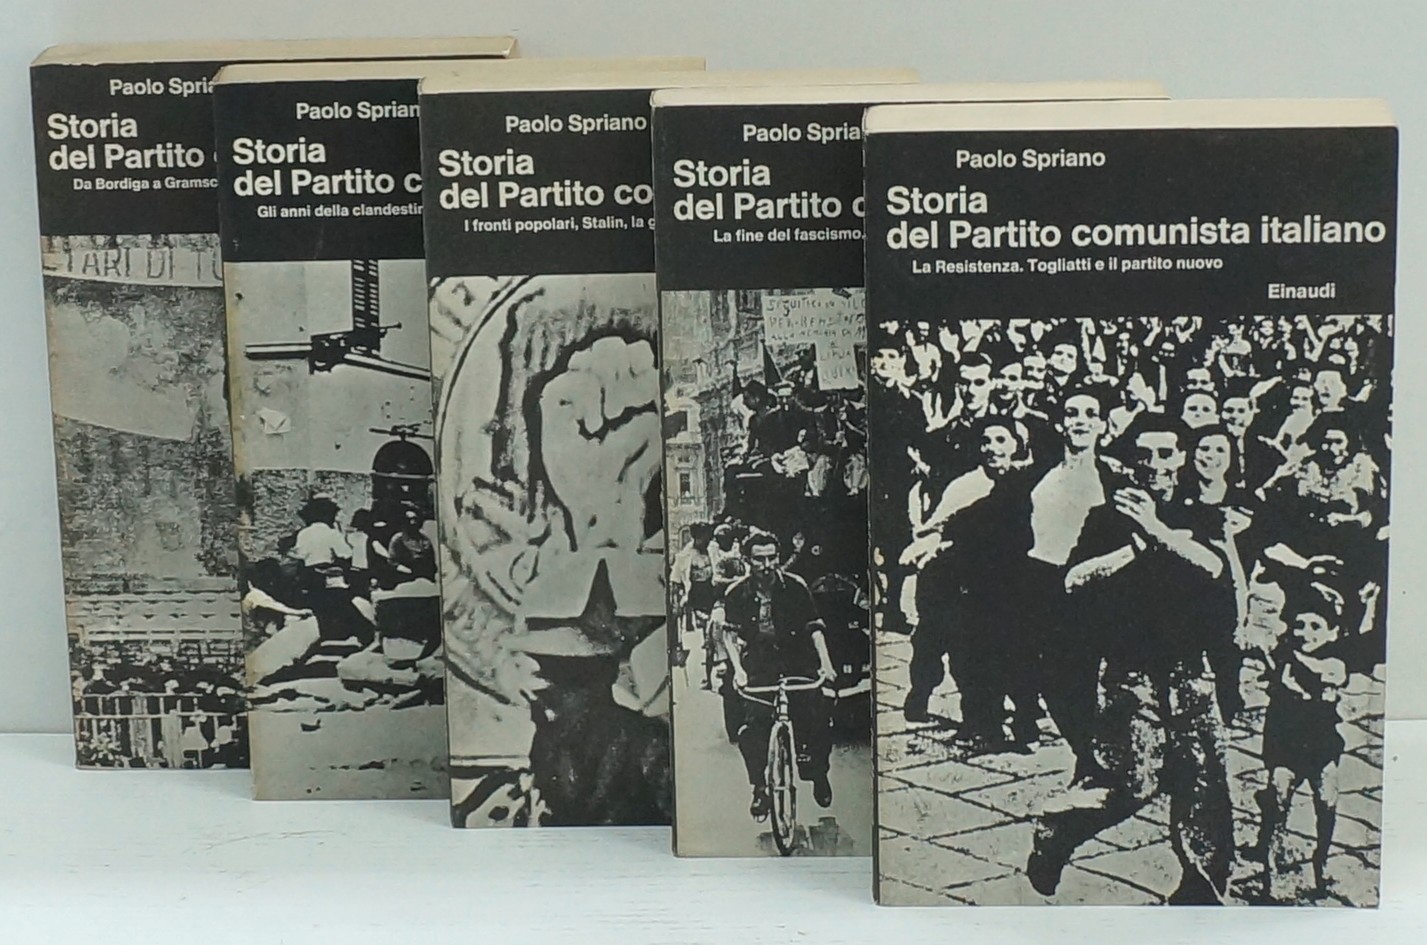 Paolo Spria
Storia
del Partito
Da Bordiga a Gramsc
TARI DI
Paolo Sprian
Storia
del Partito c
Gli anni della clandestin
Paolo Spriano
Storia
del Partito co
I fronti popolari, Stalin, la g
Paolo Spria
Storia
del Partito c
La fine del fascismo.
Paolo Spriano
Storia
del Partito comunista italiano
La Resistenza. Togliatti e il partito nuovo
Einaudi